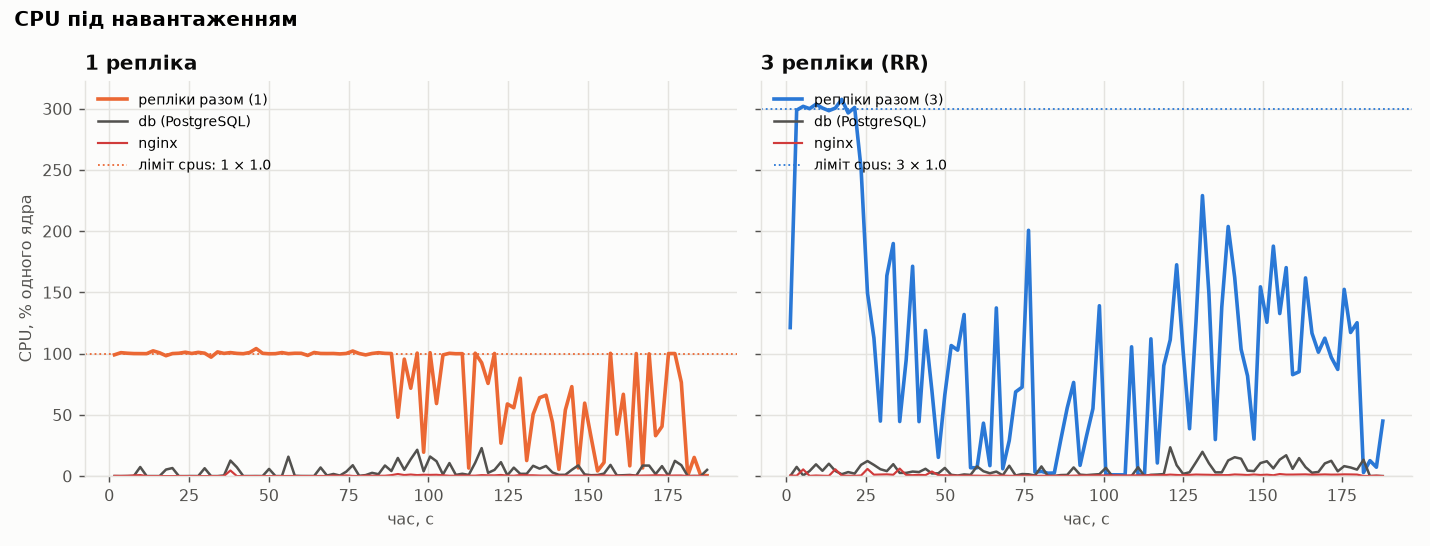 CPU під навантаженням
1 репліка
репліки разом (1)
db (PostgreSQL)
nginx
ліміт cpus: 1 × 1.0
CPU, % одного ядра
300
250
200
150
100
50
0
0 25 50 75 100 125 150 175
час, с
3 репліки (RR)
репліки разом (3)
db (PostgreSQL)
nginx
ліміт cpus: 3 × 1.0
0 25 50 75 100 125 150 175
час, с